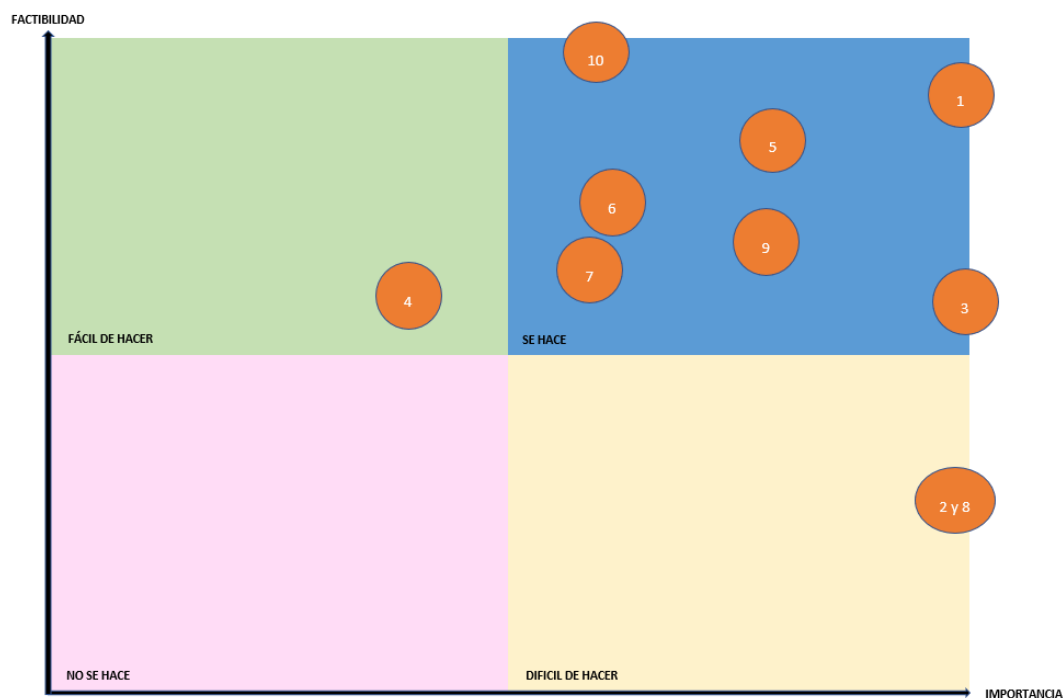 FACTIBILIDAD
10
1
5
6
9
7
4
3
FÁCIL DE HACER
SE HACE
2 y 8
NO SE HACE
DIFICIL DE HACER
IMPORTANCIA